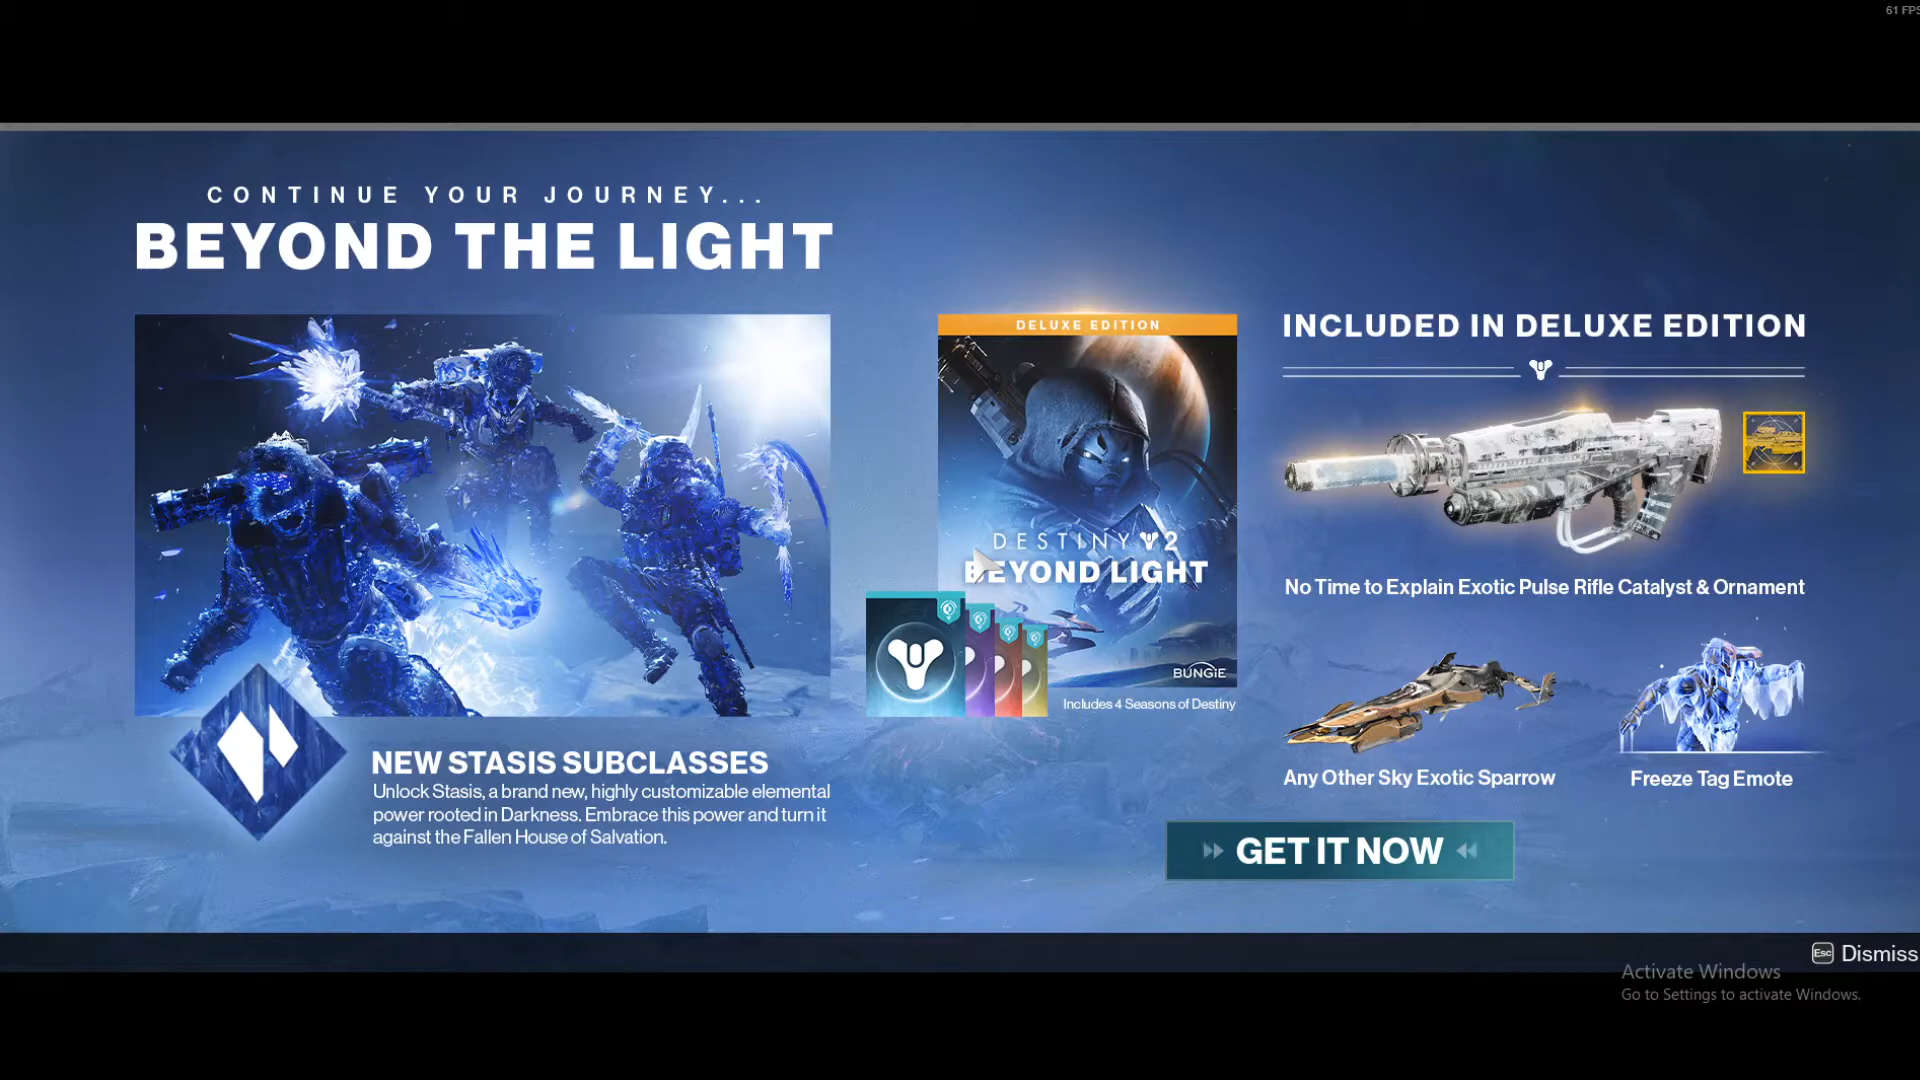 61 FPS
CONTINUE YOUR JOURNEY...
BEYOND THE LIGHT
NEW STASIS SUBCLASSES
Unlock Stasis, a brand new, highly customizable elemental
power rooted in Darkness. Embrace this power and turn it
against the Fallen House of Salvation.
DELUXE EDITION
DESTINY 2
BEYOND LIGHT
BUNGiE
Includes 4 Seasons of Destiny
INCLUDED IN DELUXE EDITION
No Time to Explain Exotic Pulse Rifle Catalyst & Ornament
Any Other Sky Exotic Sparrow
Freeze Tag Emote
GET IT NOW
Esc Dismiss
Activate Windows
Go to Settings to activate Windows.